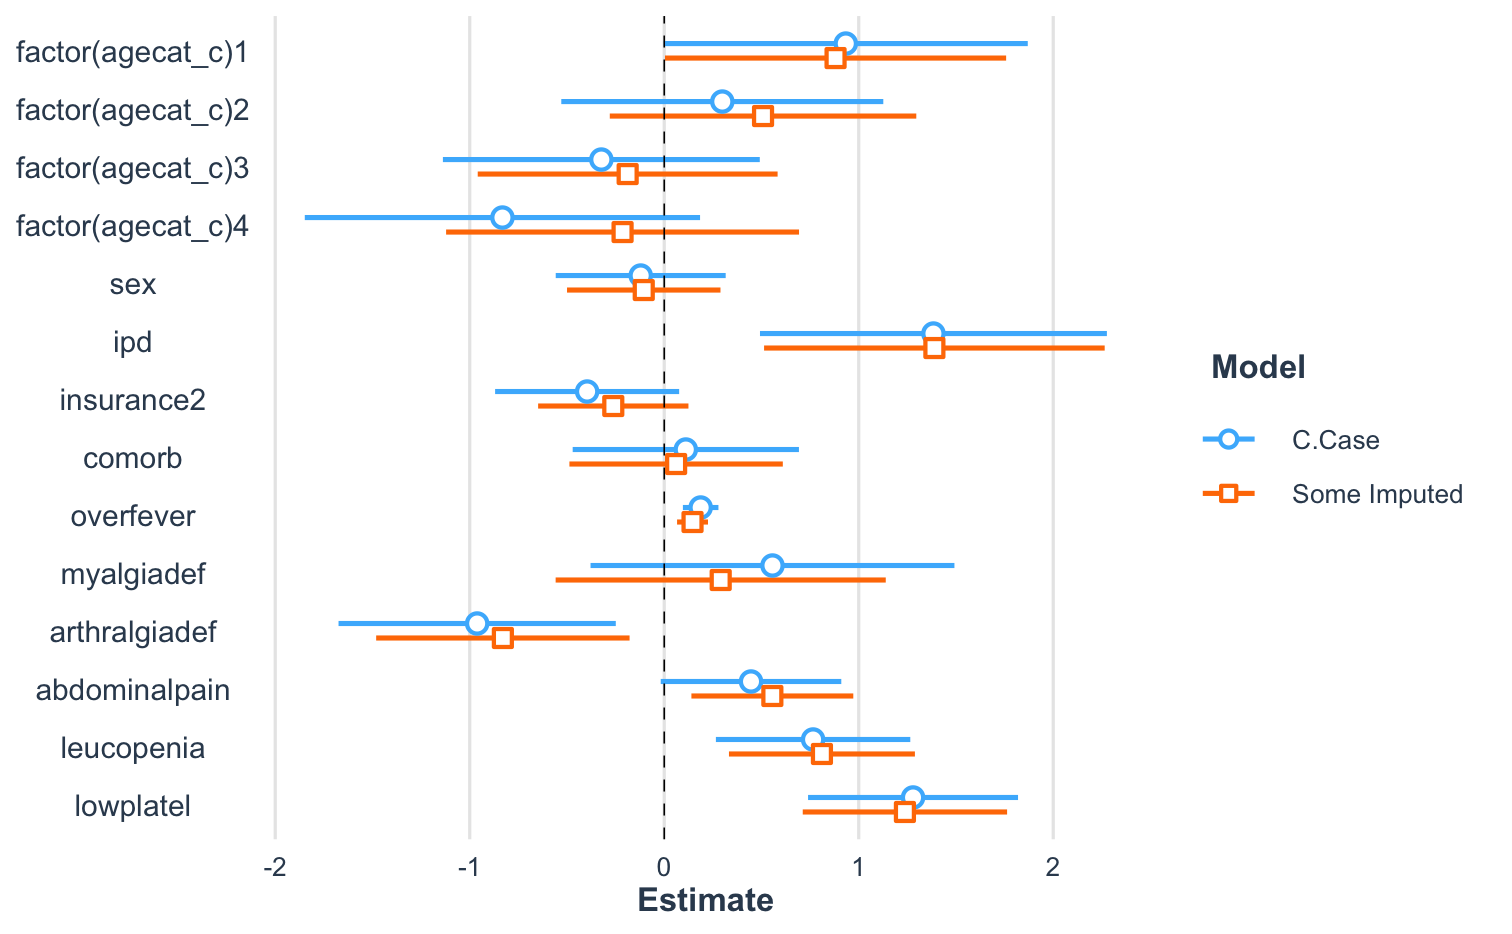 factor(agecat_c)1
factor(agecat_c)2
factor(agecat_c)3
factor(agecat_c)4
sex
ipd
insurance2
comorb
overfever
myalgiadef
arthralgiadef
abdominalpain
leucopenia
lowplatel
-2 -1 0 1 2
Estimate
Model
C.Case
Some Imputed